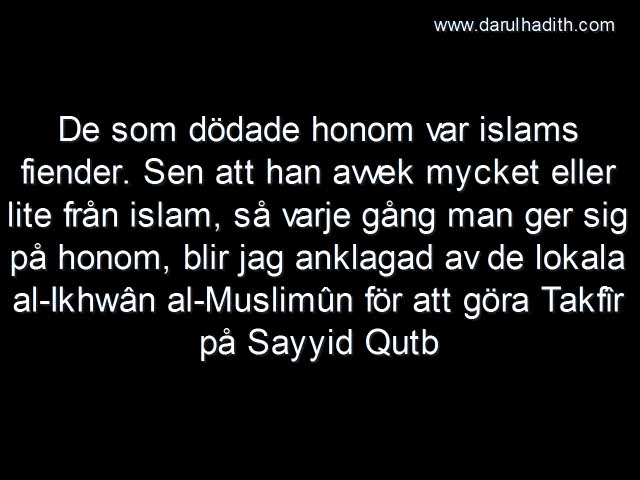 www.darulhadith.com
De som dödade honom var islams
fiender. Sen att han avvek mycket eller
lite från islam, så varje gång man ger sig
på honom, blir jag anklagad av de lokala
al-Ikhwân al-Muslimûn för att göra Takfîr
på Sayyid Qutb